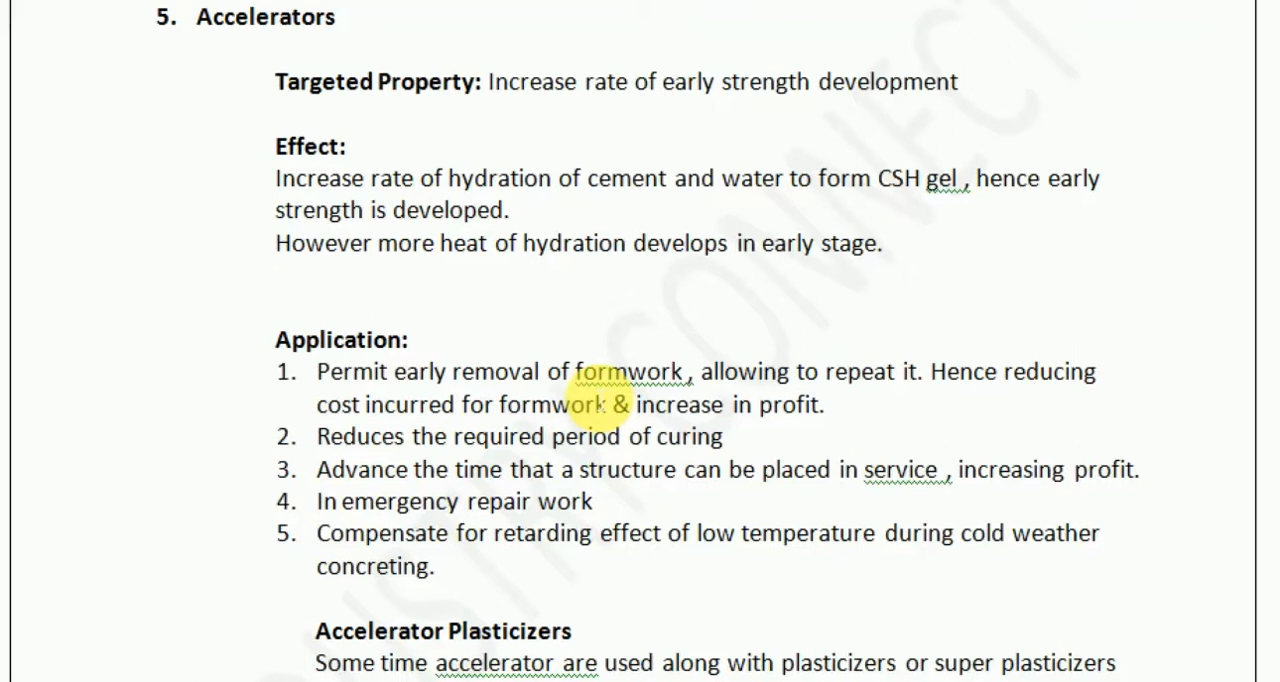 5. Accelerators
Targeted Property: Increase rate of early strength development
Effect:
Increase rate of hydration of cement and water to form CSH gel , hence early
strength is developed.
However more heat of hydration develops in early stage.
Application:
1. Permit early removal of formwork , allowing to repeat it. Hence reducing
cost incurred for formwork & increase in profit.
2. Reduces the required period of curing
3. Advance the time that a structure can be placed in service , increasing profit.
4. In emergency repair work
5. Compensate for retarding effect of low temperature during cold weather
concreting.
Accelerator Plasticizers
Some time accelerator are used along with plasticizers or super plasticizers